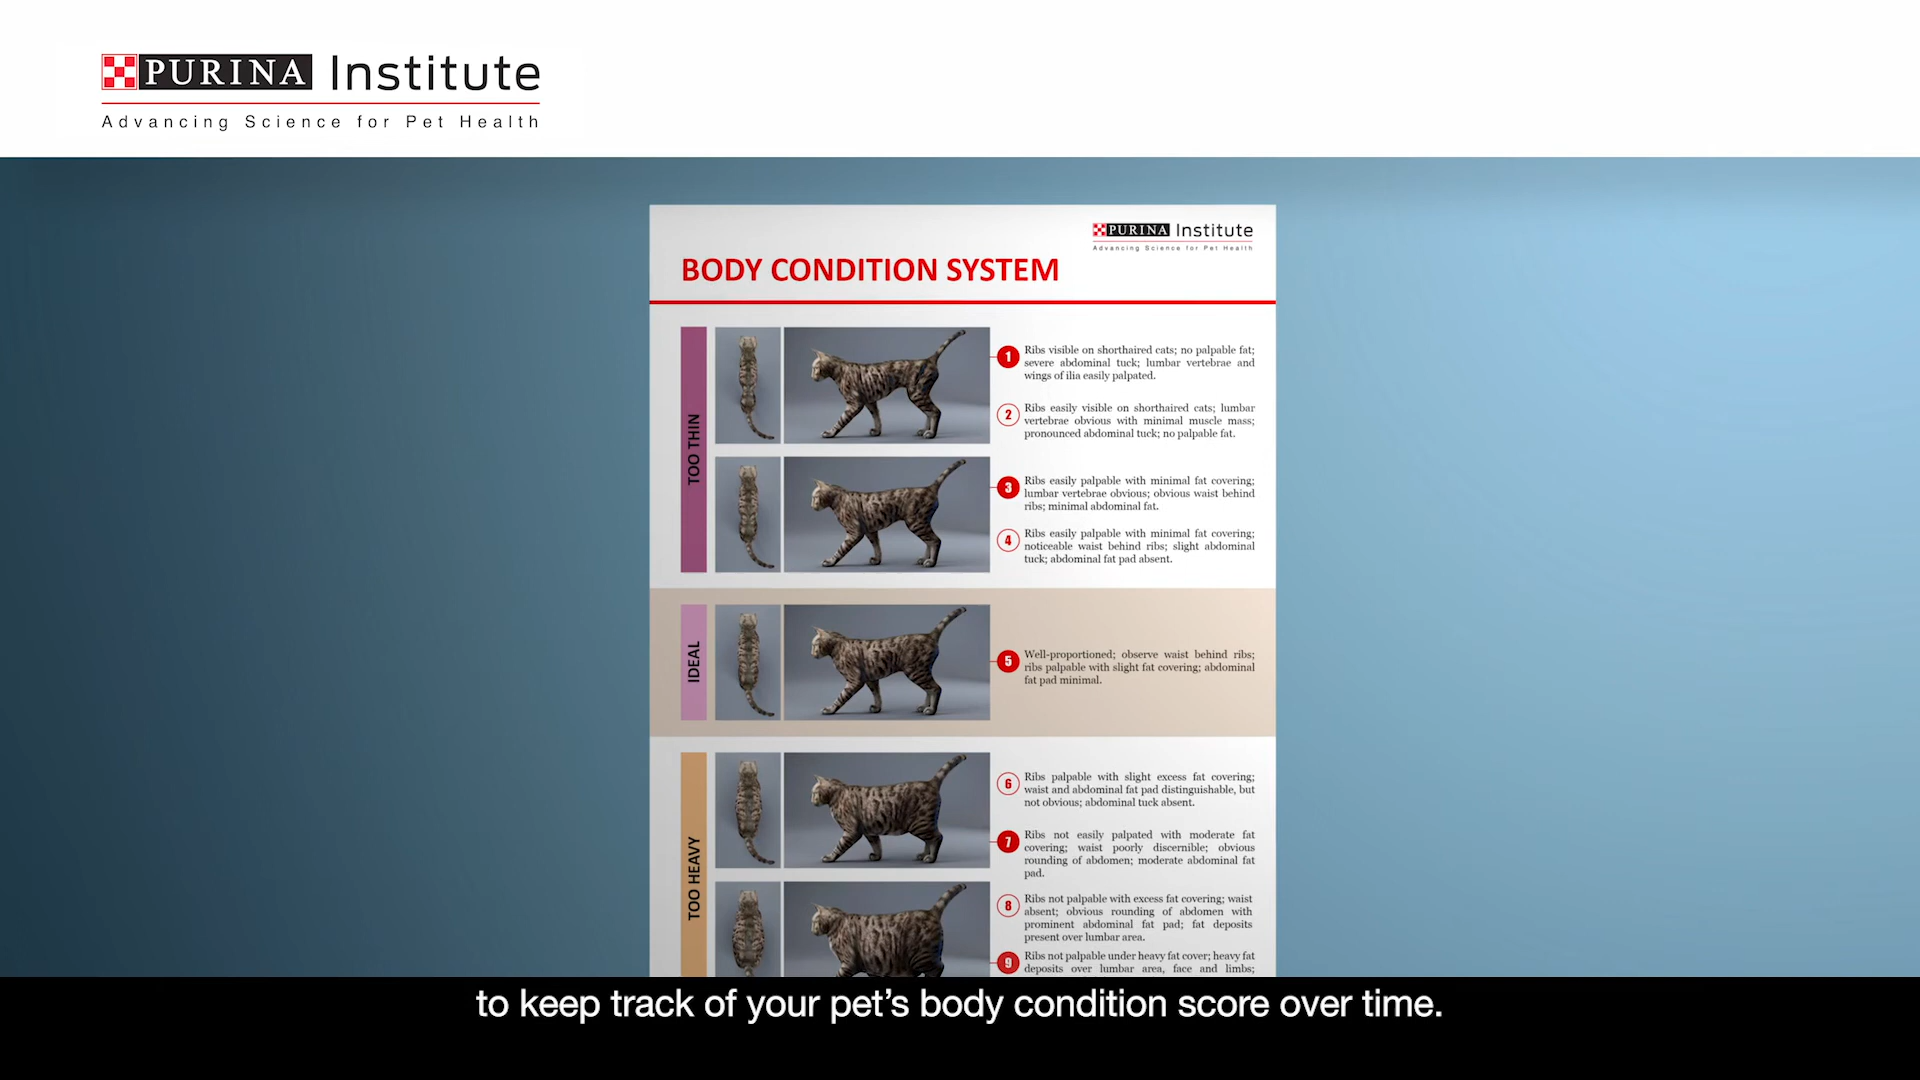 PURINA Institute
Advancing Science for Pet Health
PURINA Institute
Advancing Science for Pet Health
BODY CONDITION SYSTEM
TOO THIN
1
Ribs visible on shorthaired cats; no palpable fat;
severe abdominal tuck; lumbar vertebrae and
wings of ilia easily palpated.
2
Ribs easily visible on shorthaired cats; lumbar
vertebrae obvious with minimal muscle mass;
pronounced abdominal tuck; no palpable fat.
3
Ribs easily palpable with minimal fat covering;
lumbar vertebrae obvious; obvious waist behind
ribs; minimal abdominal fat.
4
Ribs easily palpable with minimal fat covering;
noticeable waist behind ribs; slight abdominal
tuck; abdominal fat pad absent.
IDEAL
5
Well-proportioned; observe waist behind ribs;
ribs palpable with slight fat covering; abdominal
fat pad minimal.
TOO HEAVY
6
Ribs palpable with slight excess fat covering;
waist and abdominal fat pad distinguishable, but
not obvious; abdominal tuck absent.
7
Ribs not easily palpated with moderate fat
covering; waist poorly discernible; obvious
rounding of abdomen; moderate abdominal fat
pad.
8
Ribs not palpable with excess fat covering; waist
absent; obvious rounding of abdomen with
prominent abdominal fat pad; fat deposits
present over lumbar area.
9
Ribs not palpable under heavy fat cover; heavy fat
deposits over lumbar area, face and limbs;
to keep track of your pet's body condition score over time.